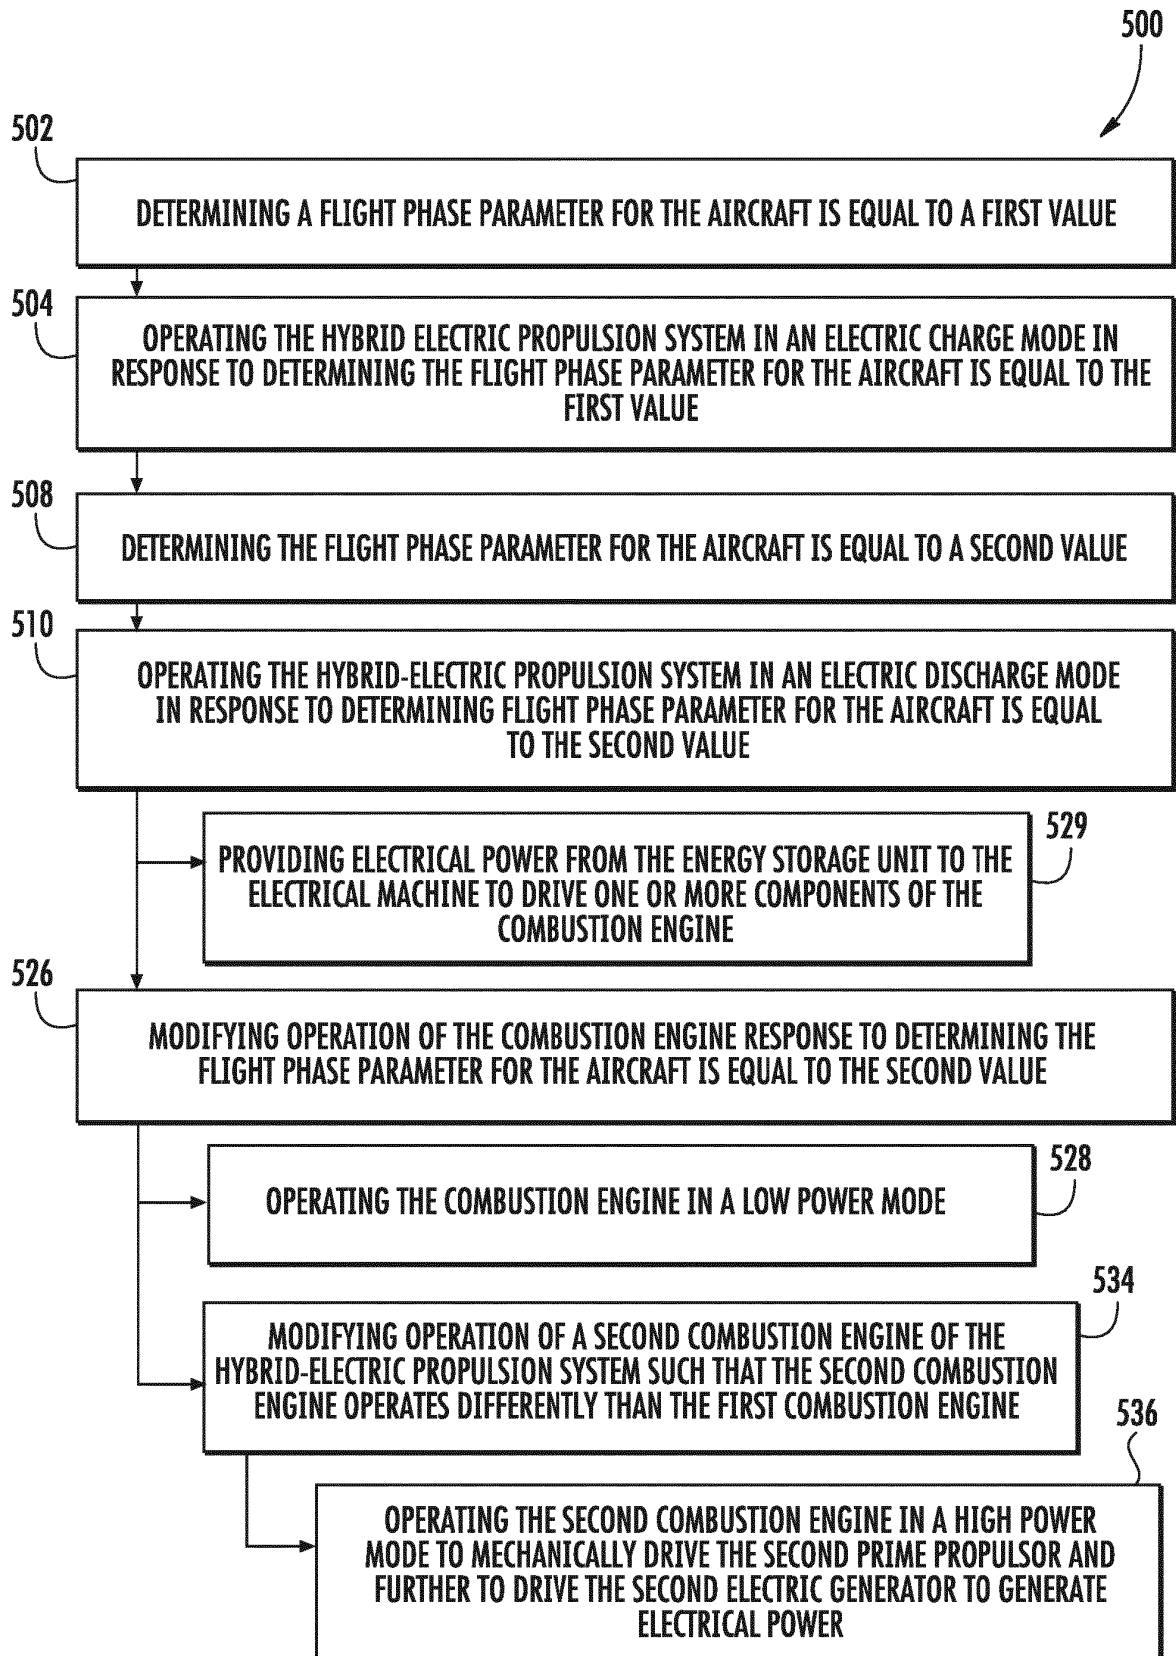 500
502
DETERMINING A FLIGHT PHASE PARAMETER FOR THE AIRCRAFT IS EQUAL TO A FIRST VALUE
504
OPERATING THE HYBRID ELECTRIC PROPULSION SYSTEM IN AN ELECTRIC CHARGE MODE IN
RESPONSE TO DETERMINING THE FLIGHT PHASE PARAMETER FOR THE AIRCRAFT IS EQUAL TO THE
FIRST VALUE
508
DETERMINING THE FLIGHT PHASE PARAMETER FOR THE AIRCRAFT IS EQUAL TO A SECOND VALUE
510
OPERATING THE HYBRID-ELECTRIC PROPULSION SYSTEM IN AN ELECTRIC DISCHARGE MODE
IN RESPONSE TO DETERMINING FLIGHT PHASE PARAMETER FOR THE AIRCRAFT IS EQUAL
TO THE SECOND VALUE
529
PROVIDING ELECTRICAL POWER FROM THE ENERGY STORAGE UNIT TO THE
ELECTRICAL MACHINE TO DRIVE ONE OR MORE COMPONENTS OF THE
COMBUSTION ENGINE
526
MODIFYING OPERATION OF THE COMBUSTION ENGINE RESPONSE TO DETERMINING THE
FLIGHT PHASE PARAMETER FOR THE AIRCRAFT IS EQUAL TO THE SECOND VALUE
528
OPERATING THE COMBUSTION ENGINE IN A LOW POWER MODE
534
MODIFYING OPERATION OF A SECOND COMBUSTION ENGINE OF THE
HYBRID-ELECTRIC PROPULSION SYSTEM SUCH THAT THE SECOND COMBUSTION
ENGINE OPERATES DIFFERENTLY THAN THE FIRST COMBUSTION ENGINE
536
OPERATING THE SECOND COMBUSTION ENGINE IN A HIGH POWER
MODE TO MECHANICALLY DRIVE THE SECOND PRIME PROPULSOR AND
FURTHER TO DRIVE THE SECOND ELECTRIC GENERATOR TO GENERATE
ELECTRICAL POWER